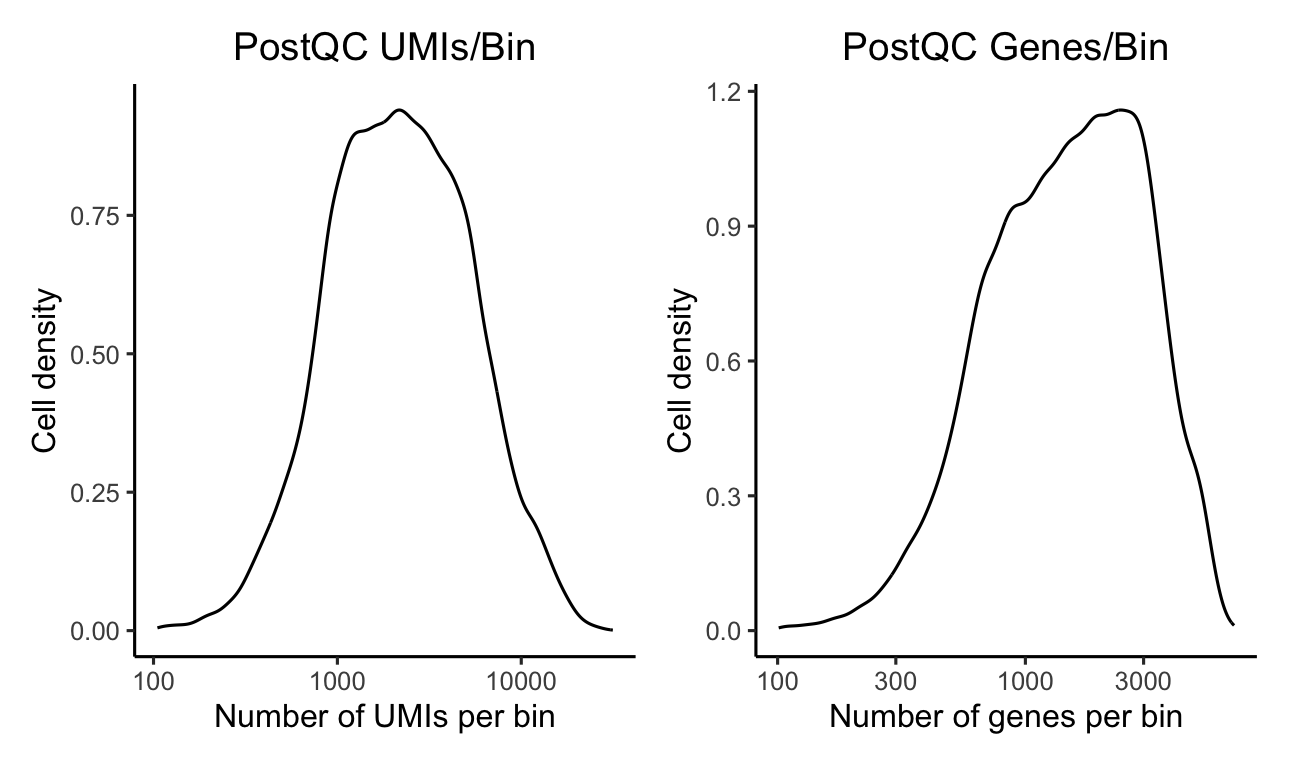 PostQC UMIs/Bin
0.75
0.50
0.25
0.00
Cell density
100
1000
10000
Number of UMIs per bin
PostQC Genes/Bin
1.2
0.9
0.6
0.3
0.0
Cell density
100
300
1000
3000
Number of genes per bin